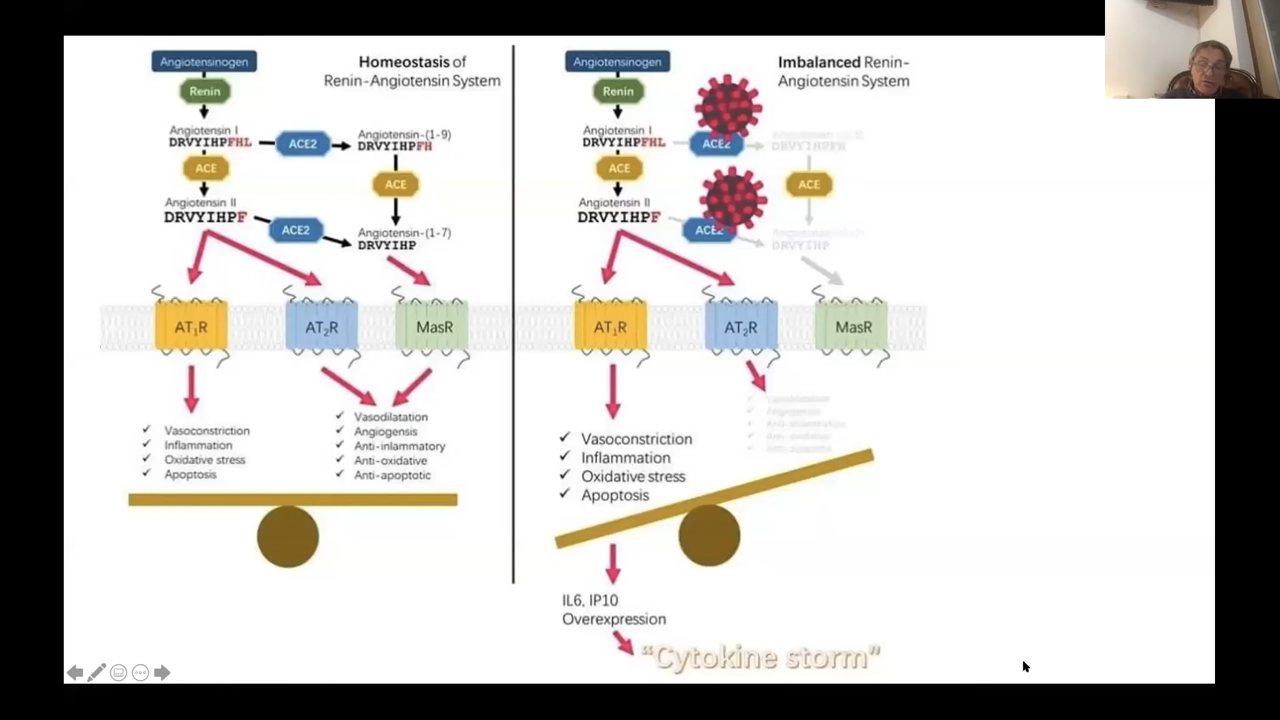 Angiotensinogen
Homeostasis of
Renin-Angiotensin System
Renin
Angiotensin I
DRVYIHPFHL
ACE2
Angiotensin-(1-9)
DRVYIHPFH
ACE
ACE
Angiotensin II
DRVYIHPF
ACE2
Angiotensin-(1-7)
DRVYIHP
AT1R
AT2R
MasR
✓ Vasoconstriction
✓ Inflammation
✓ Oxidative stress
✓ Apoptosis
✓ Vasodilatation
✓ Angiogensis
✓ Anti-inlammatory
✓ Anti-oxidative
✓ Anti-apoptotic
Angiotensinogen
Imbalanced Renin-
Angiotensin System
Renin
Angiotensin I
DRVYIHPFHL
ACE2
ACE
ACE
Angiotensin II
DRVYIHPF
ACE2
DRVYIHP
AT1R
AT2R
MasR
✓ Vasoconstriction
✓ Inflammation
✓ Oxidative stress
✓ Apoptosis
IL6, IP10
Overexpression
“Cytokine storm”